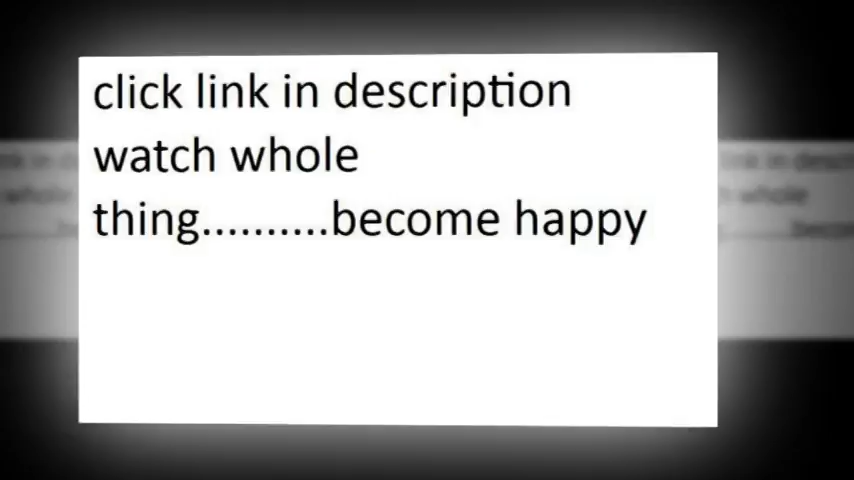 click link in description
watch whole
thing..........become happy